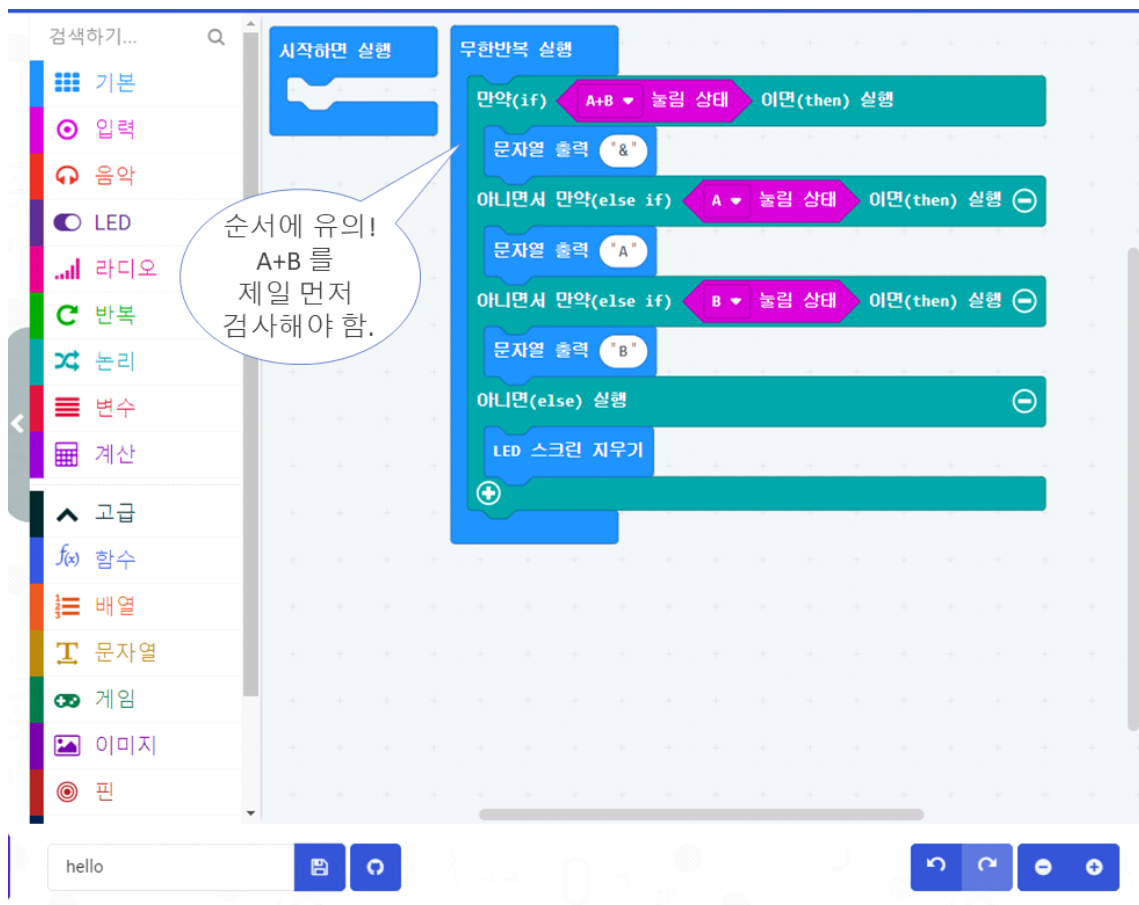 검색하기...
기본
입력
음악
LED
라디오
반복
논리
변수
계산
고급
f(x) 함수
배열
문자열
게임
이미지
핀
시작하면 실행
순서에 유의!
A+B 를
제일 먼저
검사해야 함.
무한반복 실행
만약(if) A+B 눌림 상태 이면(then) 실행
문자열 출력 "&"
아니면서 만약(else if) A 눌림 상태 이면(then) 실행
문자열 출력 "A"
아니면서 만약(else if) B 눌림 상태 이면(then) 실행
문자열 출력 "B"
아니면(else) 실행
LED 스크린 지우기
hello